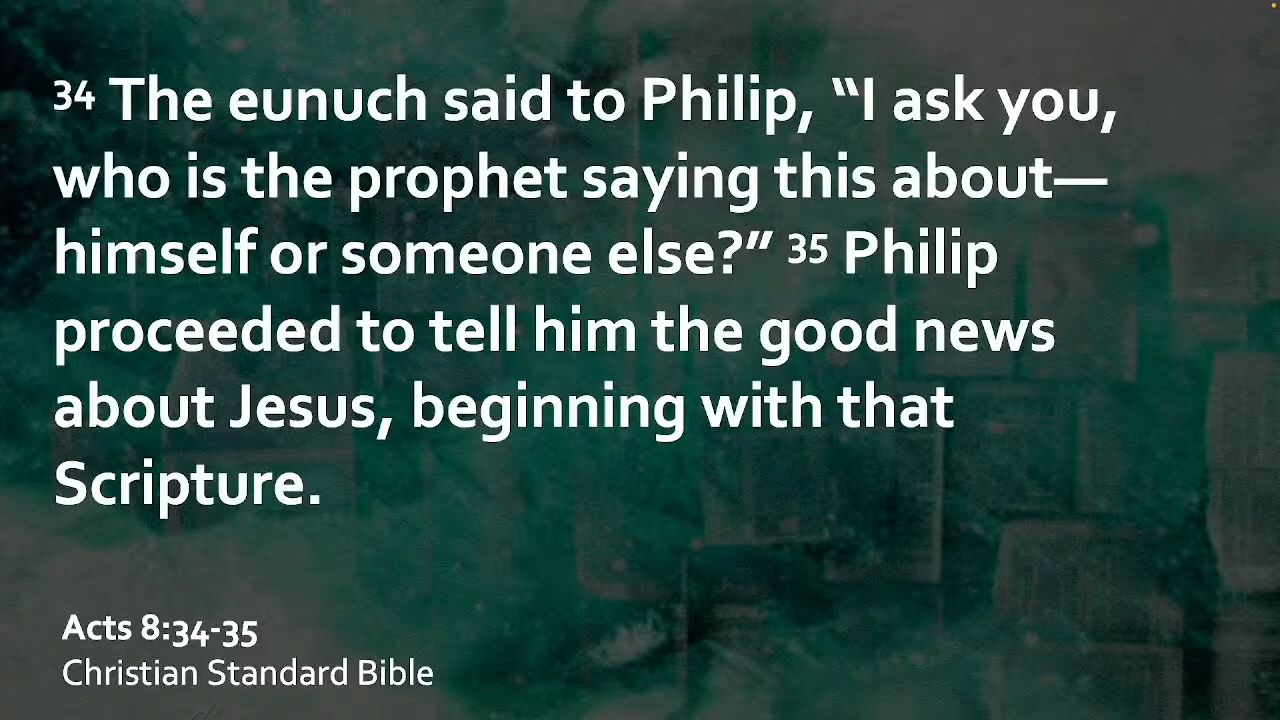 34 The eunuch said to Philip, “I ask you,
who is the prophet saying this about—
himself or someone else?” 35 Philip
proceeded to tell him the good news
about Jesus, beginning with that
Scripture.
Acts 8:34-35
Christian Standard Bible